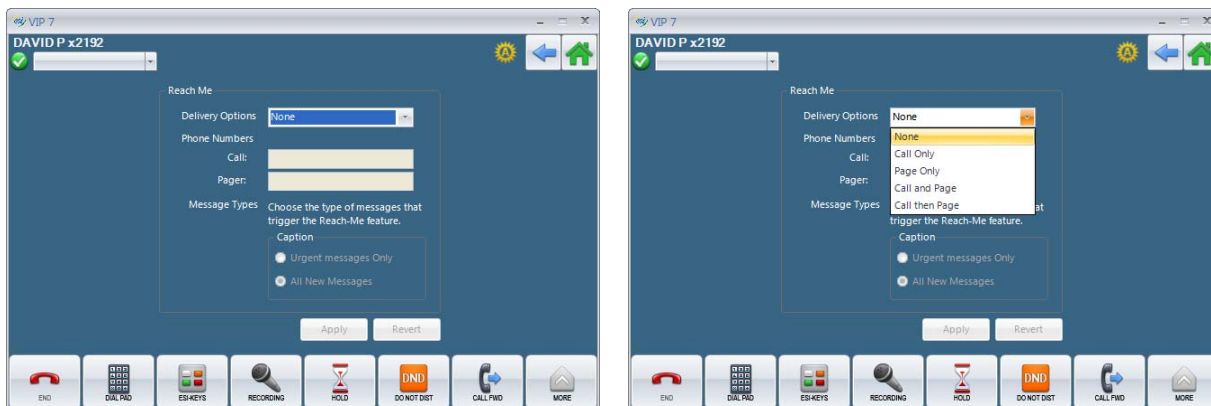 esi VIP 7
DAVID P x2192
A
Reach Me
Delivery Options None
Phone Numbers
Call:
Pager:
Message Types Choose the type of messages that
trigger the Reach-Me feature.
Caption
Urgent messages Only
All New Messages
Apply Revert
END DIAL PAD ESI-KEYS RECORDING HOLD DND DO NOT DIST CALL FWD MORE
esi VIP 7
DAVID P x2192
A
Reach Me
Delivery Options None
Phone Numbers None
Call: Call Only
Page Only
Pager: Call and Page
Message Types Call then Page at
trigger the Reach-Me feature.
Caption
Urgent messages Only
All New Messages
Apply Revert
END DIAL PAD ESI-KEYS RECORDING HOLD DND DO NOT DIST CALL FWD MORE